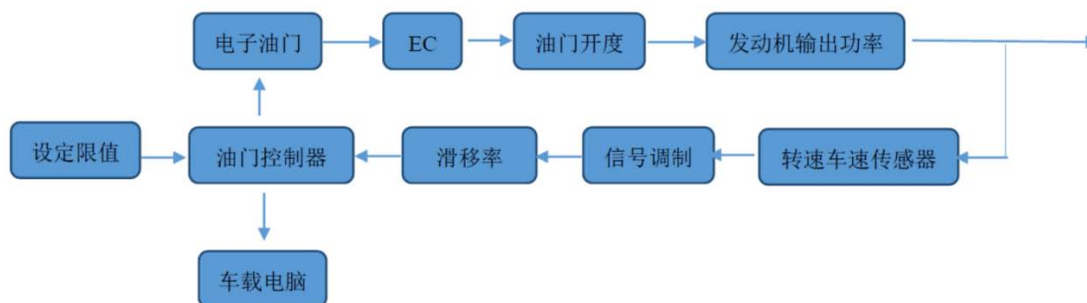 电子油门
EC
油门开度
发动机输出功率
设定限值
油门控制器
滑移率
信号调制
转速车速传感器
车载电脑